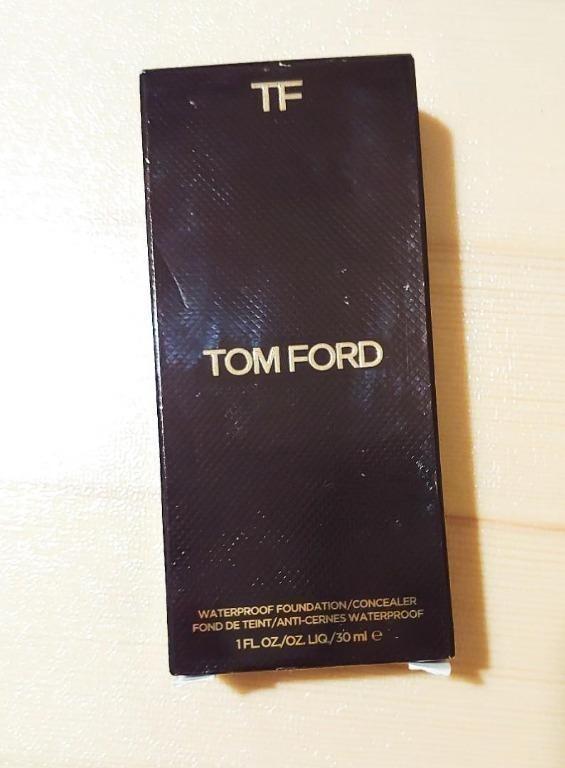 TF
TOM FORD
WATERPROOF FOUNDATION/CONCEALER
FOND DE TEINT/ANTI-CERNES WATERPROOF
1 FL.OZ./OZ. LIQ./30 ml ℮